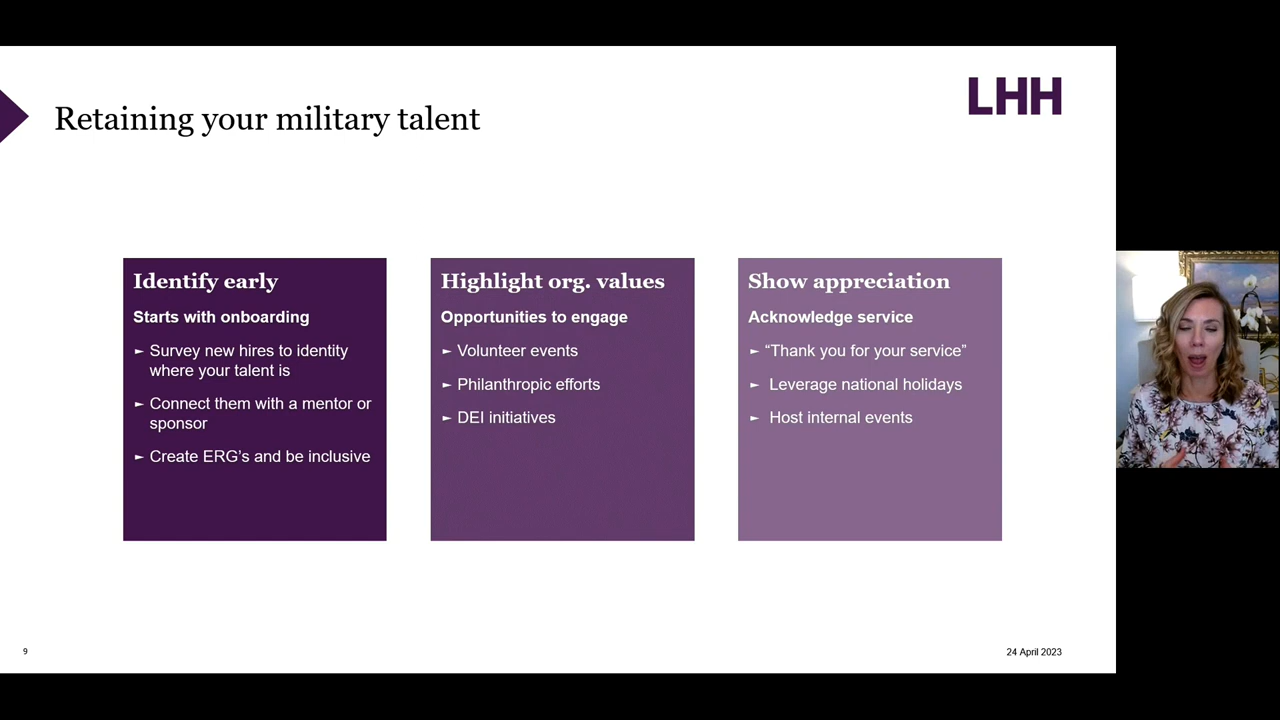 LHH
Retaining your military talent
Identify early
Starts with onboarding
► Survey new hires to identity
where your talent is
► Connect them with a mentor or
sponsor
► Create ERG’s and be inclusive
Highlight org. values
Opportunities to engage
► Volunteer events
► Philanthropic efforts
► DEI initiatives
Show appreciation
Acknowledge service
► “Thank you for your service”
► Leverage national holidays
► Host internal events
9
24 April 2023